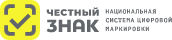 ЧЕСТНЫЙ
ЗНАК
НАЦИОНАЛЬНАЯ
СИСТЕМА ЦИФРОВОЙ
МАРКИРОВКИ